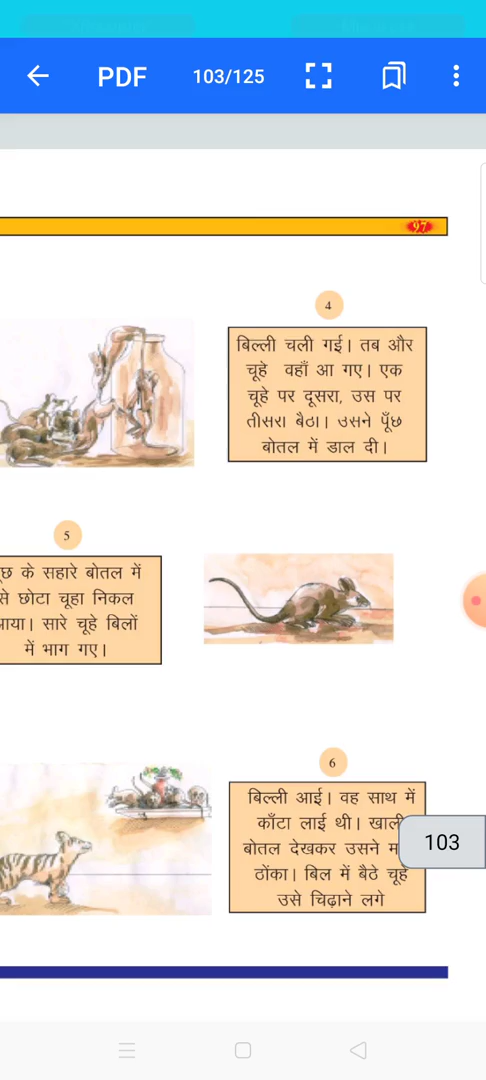 PDF
103/125
97
4
बिल्ली चली गई। तब और
चूहे वहाँ आ गए। एक
चूहे पर दूसरा, उस पर
तीसरा बैठा। उसने पूँछ
बोतल में डाल दी।
5
छ के सहारे बोतल में
से छोटा चूहा निकल
आया। सारे चूहे बिलों
में भाग गए।
6
बिल्ली आई। वह साथ में
काँटा लाई थी। खाली
बोतल देखकर उसने म
ठोंका। बिल में बैठे चूहे
उसे चिढ़ाने लगे
103